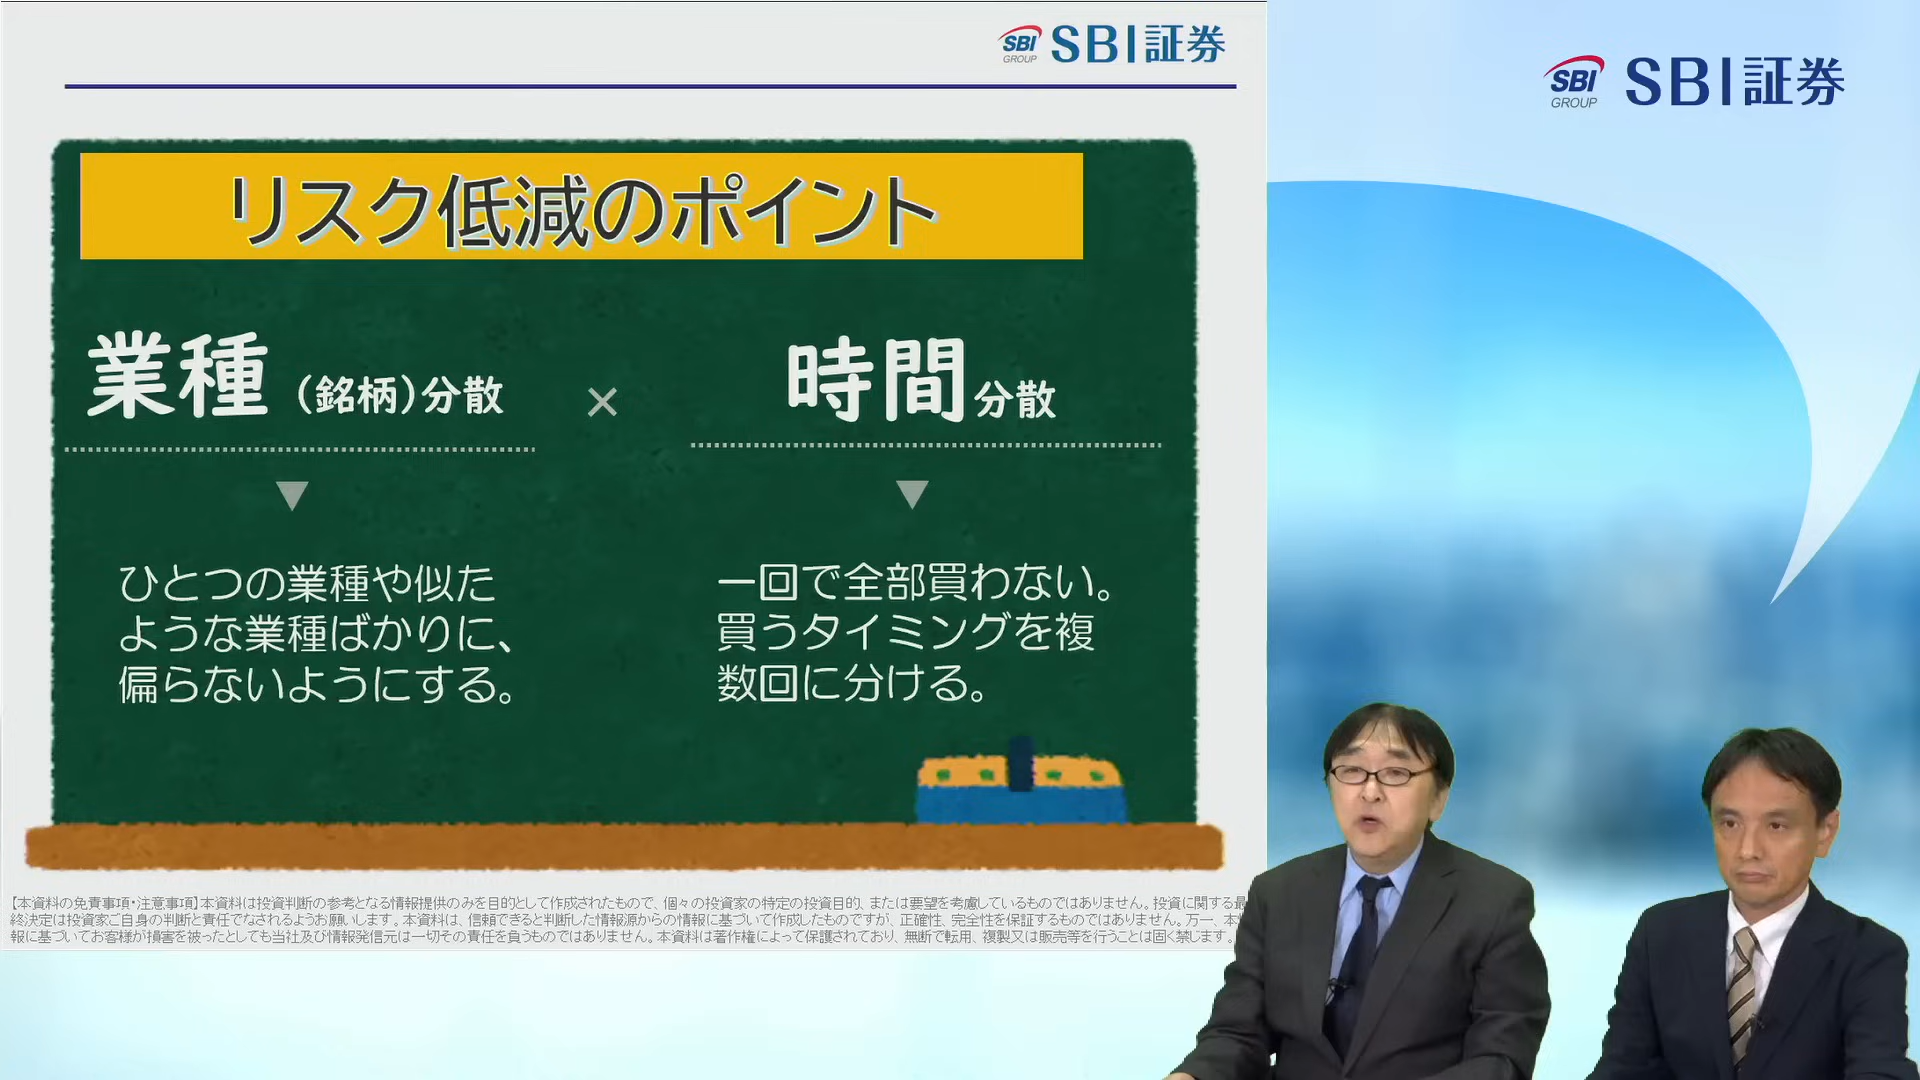 SBI GROUP SBI証券
SBI GROUP SBI証券
リスク低減のポイント
業種（銘柄）分散 × 時間分散
ひとつの業種や似た
ような業種ばかりに、
偏らないようにする。
一回で全部買わない。
買うタイミングを複
数回に分ける。
【本資料の免責事項・注意事項】本資料は投資判断の参考となる情報提供のみを目的として作成されたもので、個々の投資家の特定の投資目的、または要望を考慮しているものではありません。投資に関する最
終決定は投資家ご自身の判断と責任でなされるようお願いします。本資料は、信頼できると判断した情報源からの情報に基づいて作成したものですが、正確性、完全性を保証するものではありません。万一、本
報に基づいてお客様が損害を被ったとしても当社及び情報発信元は一切その責任を負うものではありません。本資料は著作権によって保護されており、無断で転用、複製又は販売等を行うことは固く禁じます。